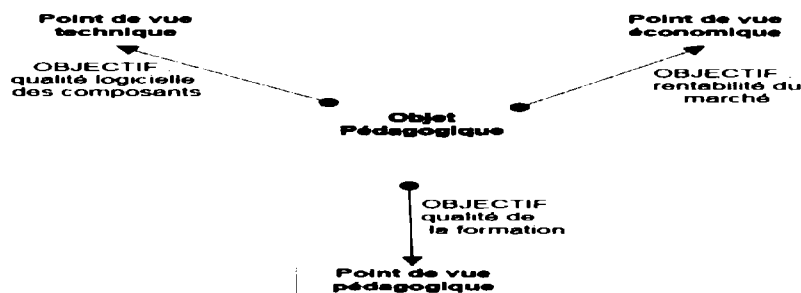 Point de vue
technique
Point de vue
économique
OBJECTIF
qualité logicielle
des composants
OBJECTIF
rentabilité du
marché
Objet
Pédagogique
OBJECTIF
qualité de
la formation
Point de vue
pédagogique